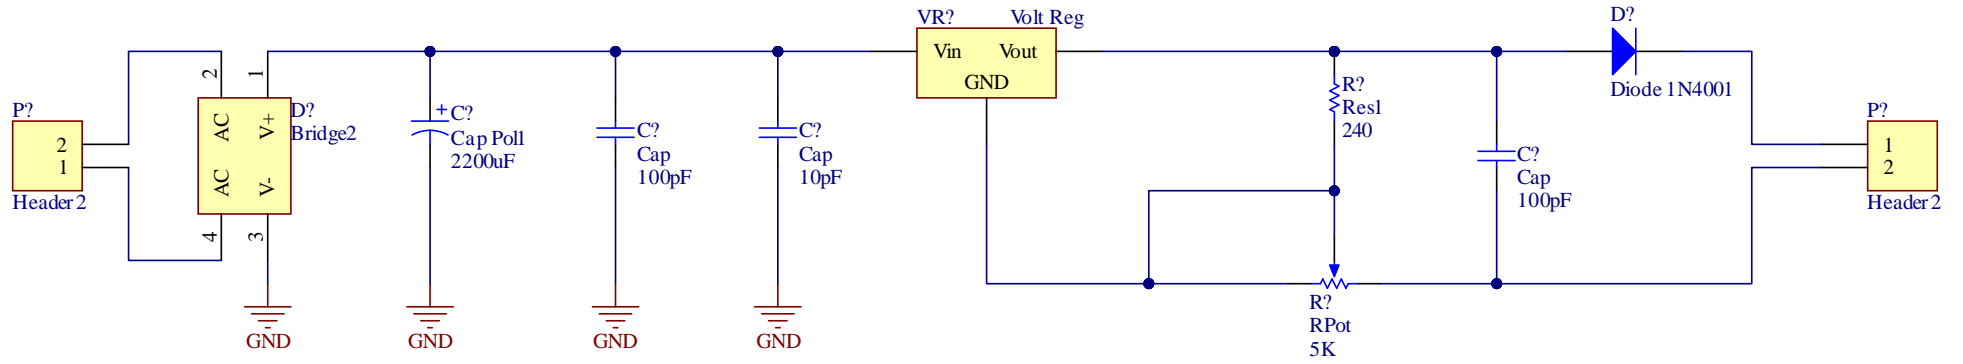 P?
2
1
Header 2
2
1
D?
Bridge2
AC
V+
AC
V-
4
3
GND
+
C?
Cap Pol1
2200uF
GND
C?
Cap
100pF
GND
C?
Cap
10pF
GND
VR?
Volt Reg
Vin
Vout
GND
R?
Res1
240
R?
RPot
5K
C?
Cap
100pF
D?
Diode 1N4001
P?
1
2
Header 2